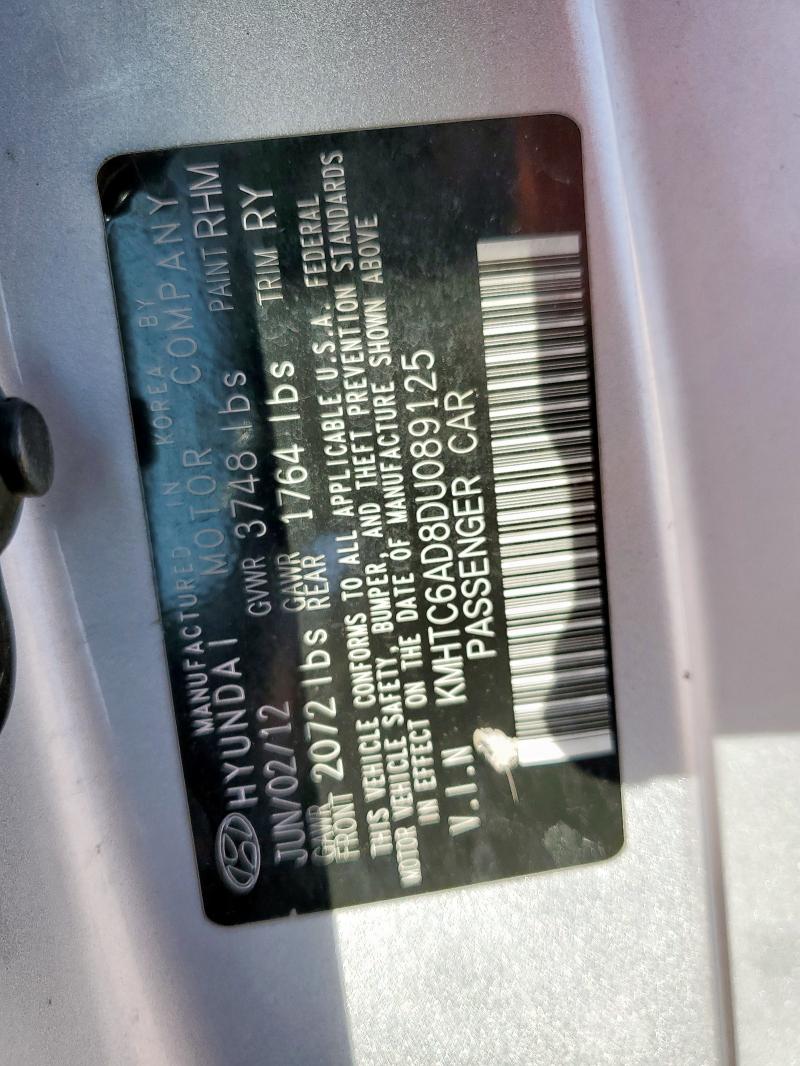 MANUFACTURED IN KOREA BY
HYUNDAI MOTOR COMPANY
JUN/02/12 GVWR 3748 lbs PAINT RHM
GAWR FRONT 2072 lbs GAWR REAR 1764 lbs TRIM RY
THIS VEHICLE CONFORMS TO ALL APPLICABLE U.S.A. FEDERAL
MOTOR VEHICLE SAFETY, BUMPER, AND THEFT PREVENTION STANDARDS
IN EFFECT ON THE DATE OF MANUFACTURE SHOWN ABOVE
V.I.N KMHTC6AD8DU089125
PASSENGER CAR